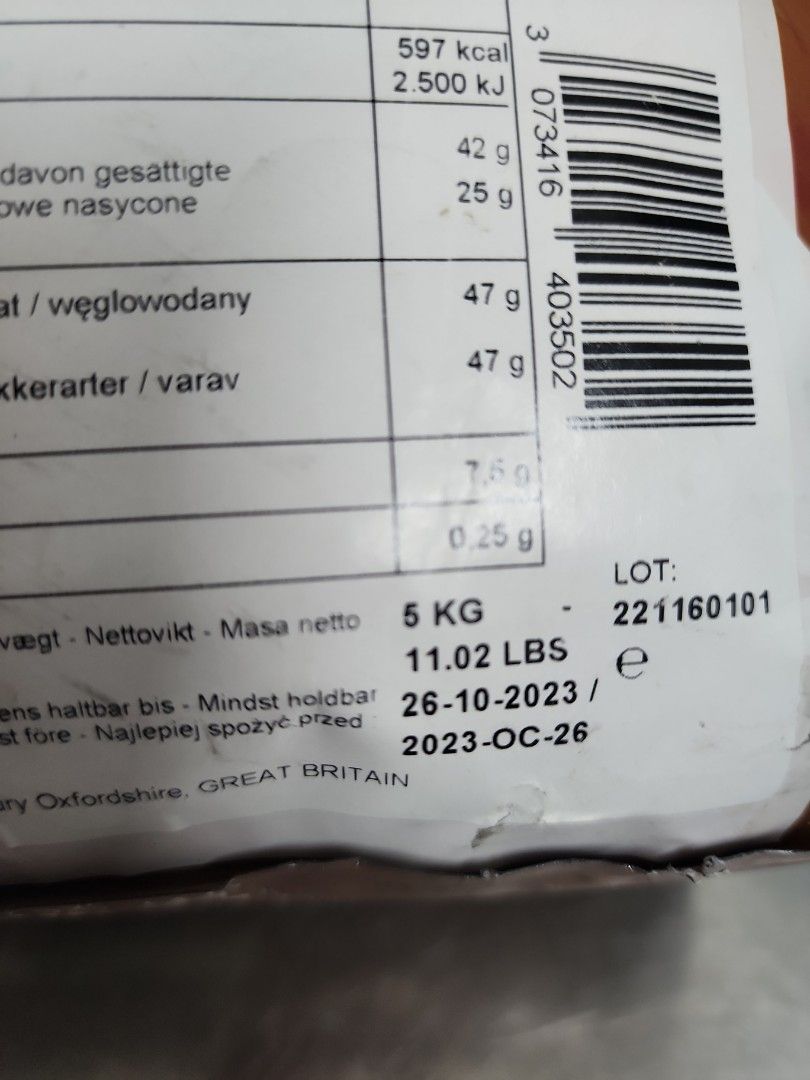 597 kcal
2.500 kJ
42 g
davon gesättigte
owe nasycone
25 g
at / węglowodany
47 g
kkerarter / varav
47 g
7,6 g
0,25 g
3 073416 403502
vægt - Nettovikt - Masa netto
5 KG -
11.02 LBS
LOT:
221160101
e
ens haltbar bis - Mindst holdbar
st före - Najlepiej spożyć przed
26-10-2023 /
2023-OC-26
ury Oxfordshire, GREAT BRITAIN